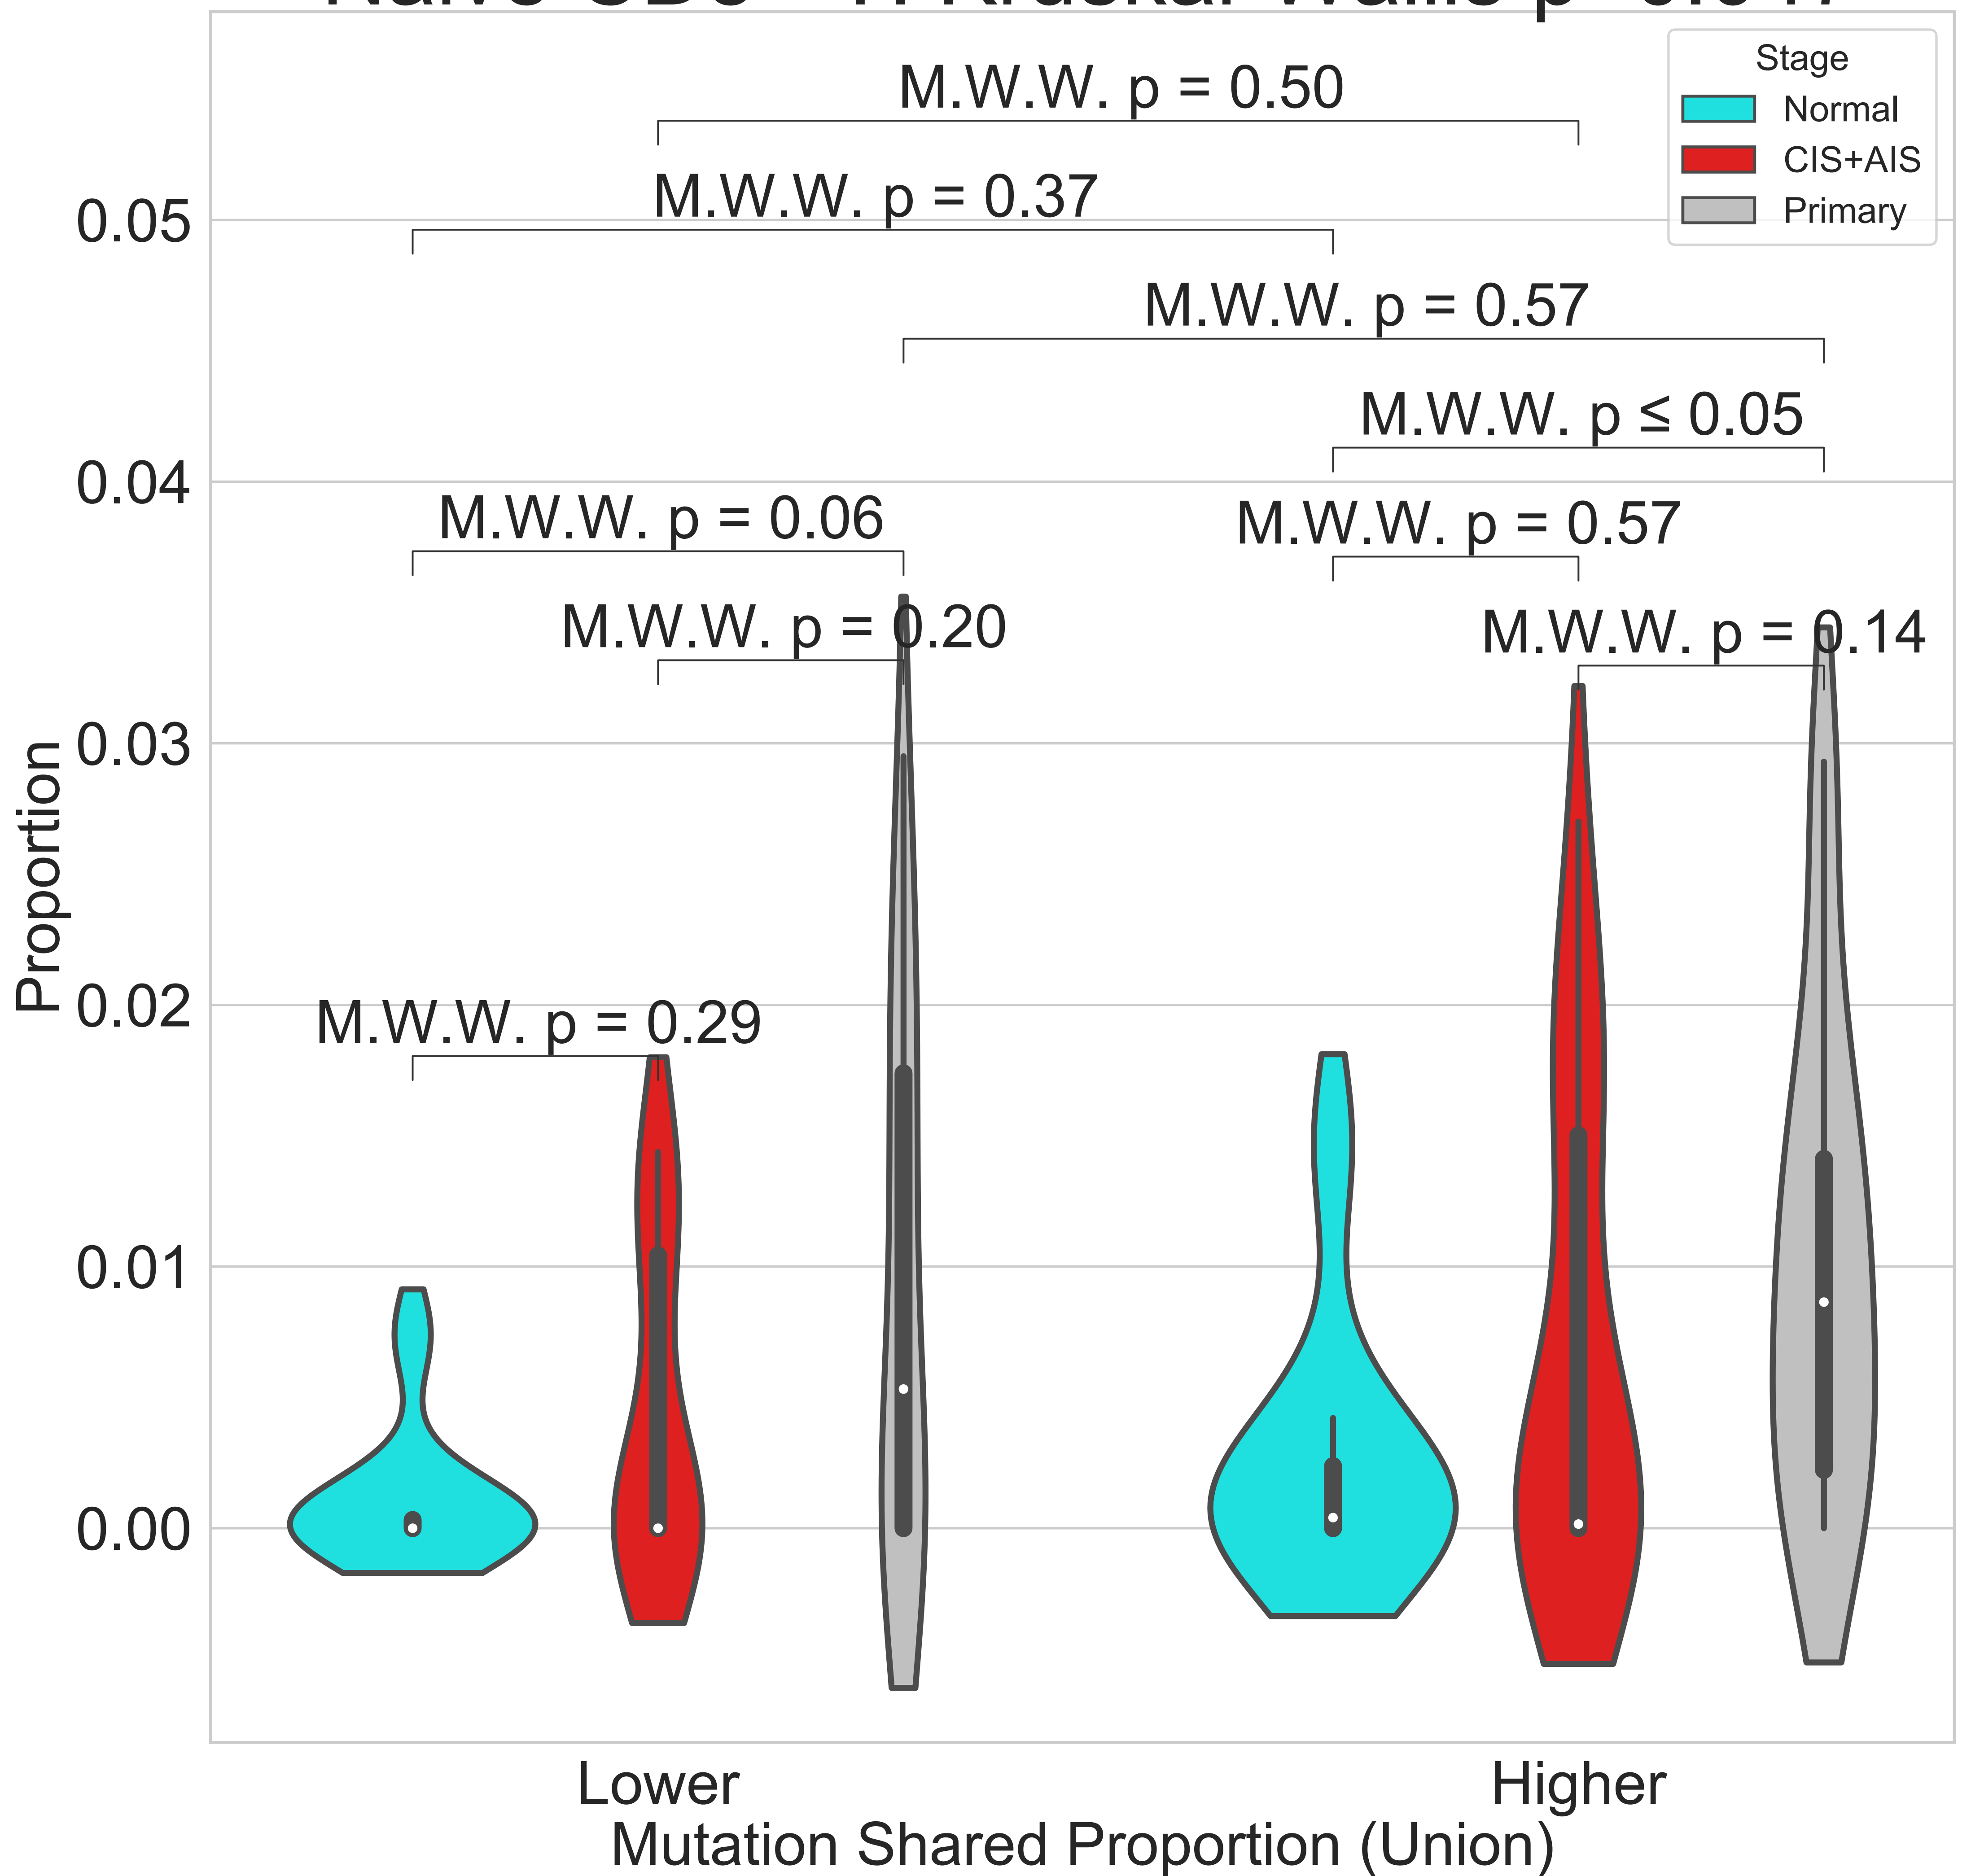 Stage
Normal
CIS+AIS
Primary
M.W.W. p = 0.50
M.W.W. p = 0.37
M.W.W. p = 0.57
M.W.W. p ≤ 0.05
M.W.W. p = 0.06
M.W.W. p = 0.57
M.W.W. p = 0.20
M.W.W. p = 0.14
M.W.W. p = 0.29
0.05
0.04
0.03
0.02
0.01
0.00
Proportion
Lower
Higher
Mutation Shared Proportion (Union)